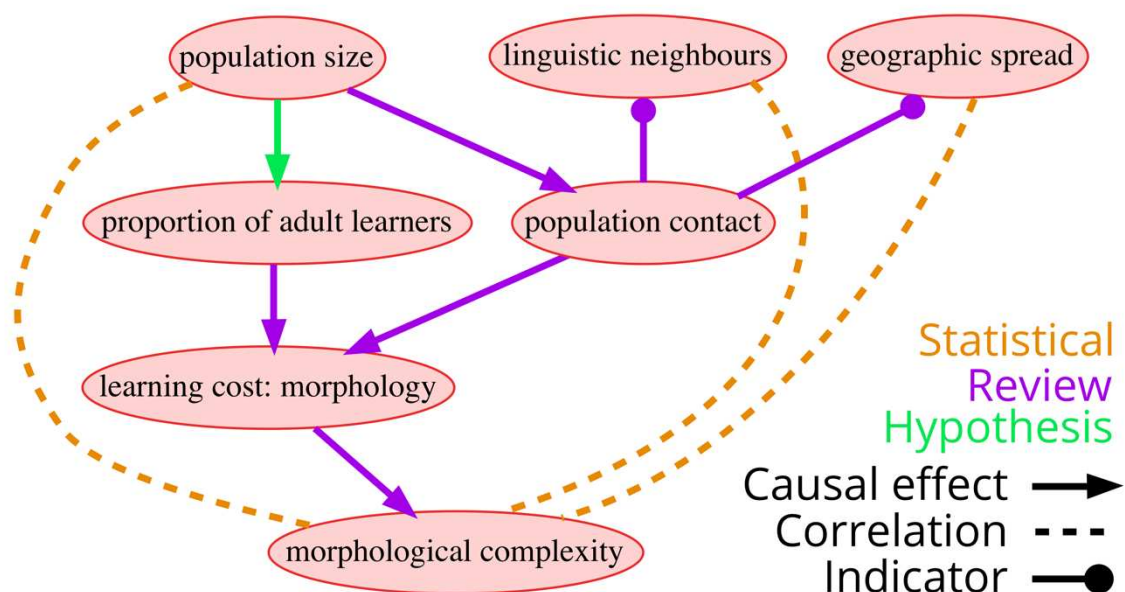 population size
linguistic neighbours
geographic spread
proportion of adult learners
population contact
learning cost: morphology
morphological complexity
Statistical
Review
Hypothesis
Causal effect
Correlation
Indicator